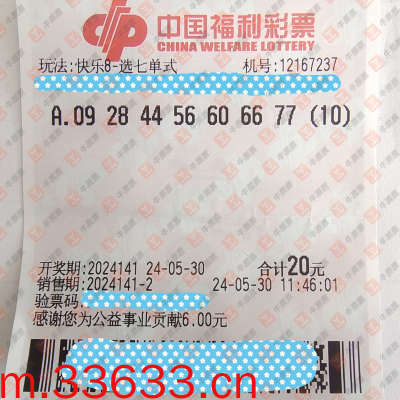 中国福利彩票
CHINA WELFARE LOTTERY
玩法:快乐8-选七单式 机号:12167237
A.09 28 44 56 60 66 77 (10)
开奖期:2024141 24-05-30 合计20元
销售期:2024141-2 24-05-30 11:46:01
验票码:
感谢您为公益事业贡献6.00元
m.33633.cn